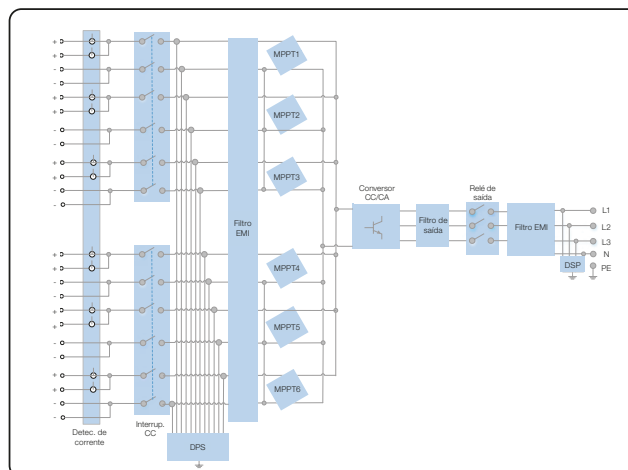 +
+
-
-
+
+
-
-
+
+
-
-
+
+
-
-
+
+
-
-
+
+
-
-
Detec. de
corrente
Interrup.
CC
DPS
Filtro
EMI
MPPT1
MPPT2
MPPT3
MPPT4
MPPT5
MPPT6
Conversor
CC/CA
Filtro de
saída
Relé de
saída
Filtro EMI
DSP
L1
L2
L3
N
PE